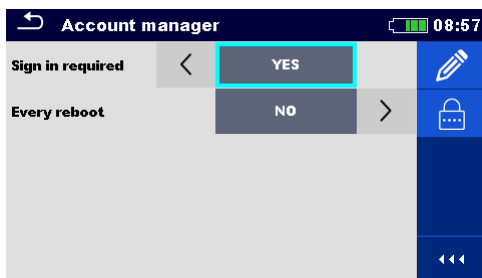 Account manager 08:57
Sign in required YES
Every reboot NO